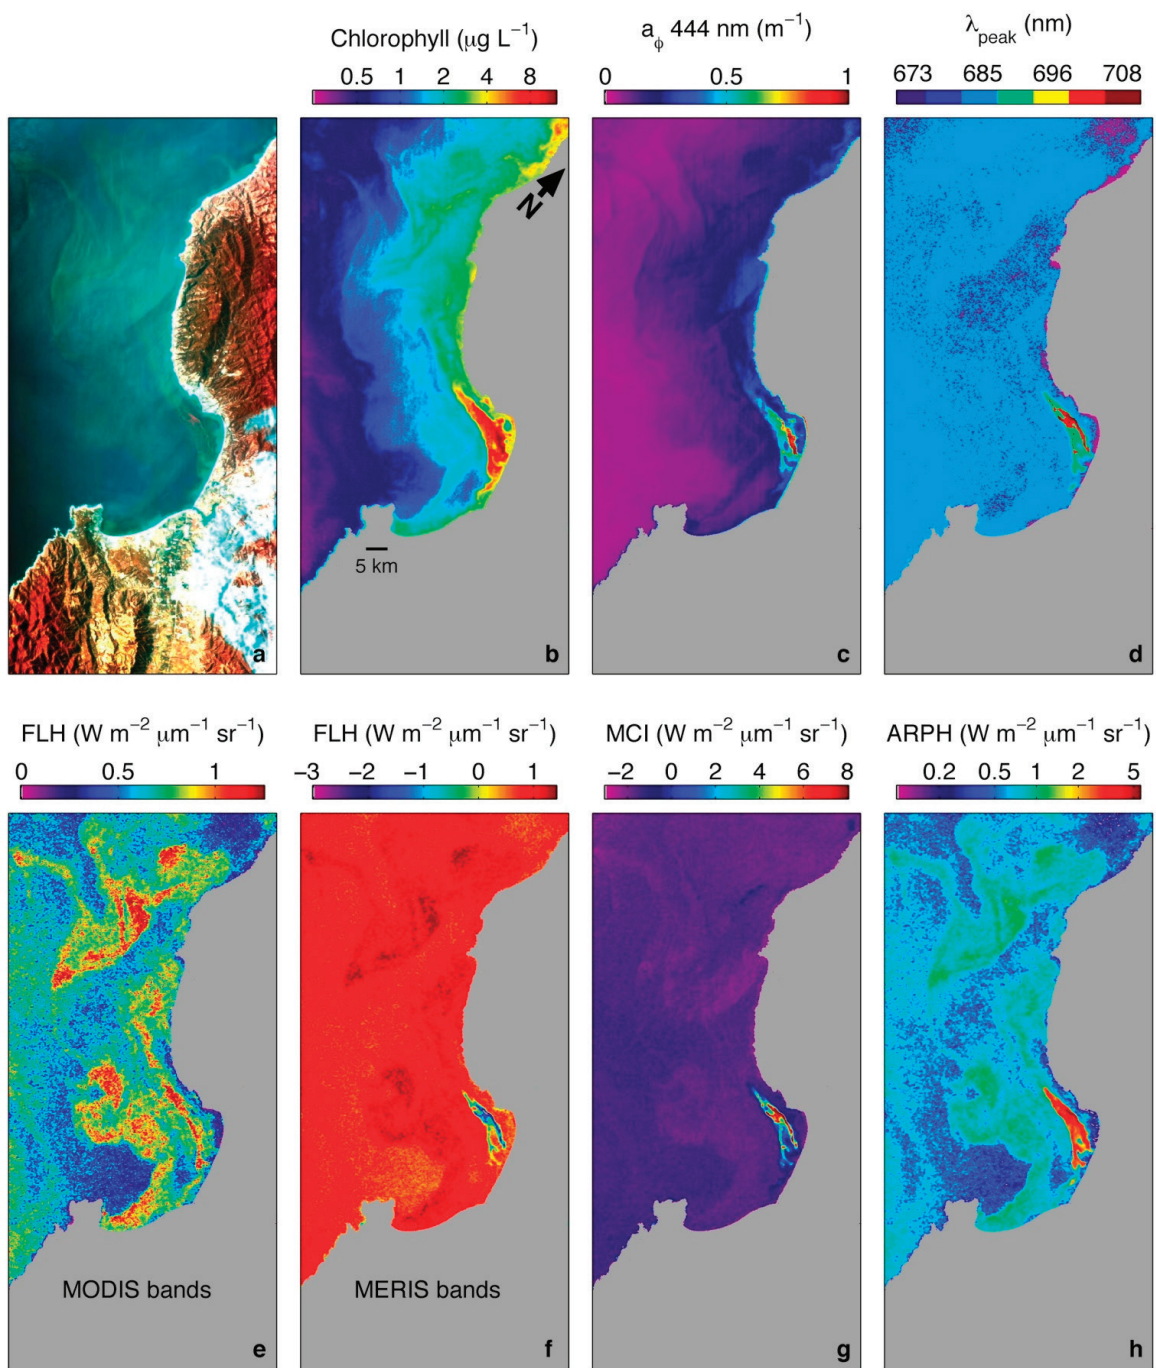 Chlorophyll (μg L⁻¹)
0.5 1 2 4 8
a_ϕ 444 nm (m⁻¹)
0 0.5 1
λ_peak (nm)
673 685 696 708
N
5 km
a
b
c
d
FLH (W m⁻² μm⁻¹ sr⁻¹)
0 0.5 1
FLH (W m⁻² μm⁻¹ sr⁻¹)
−3 −2 −1 0 1
MCI (W m⁻² μm⁻¹ sr⁻¹)
−2 0 2 4 6 8
ARPH (W m⁻² μm⁻¹ sr⁻¹)
0.2 0.5 1 2 5
MODIS bands
MERIS bands
e
f
g
h